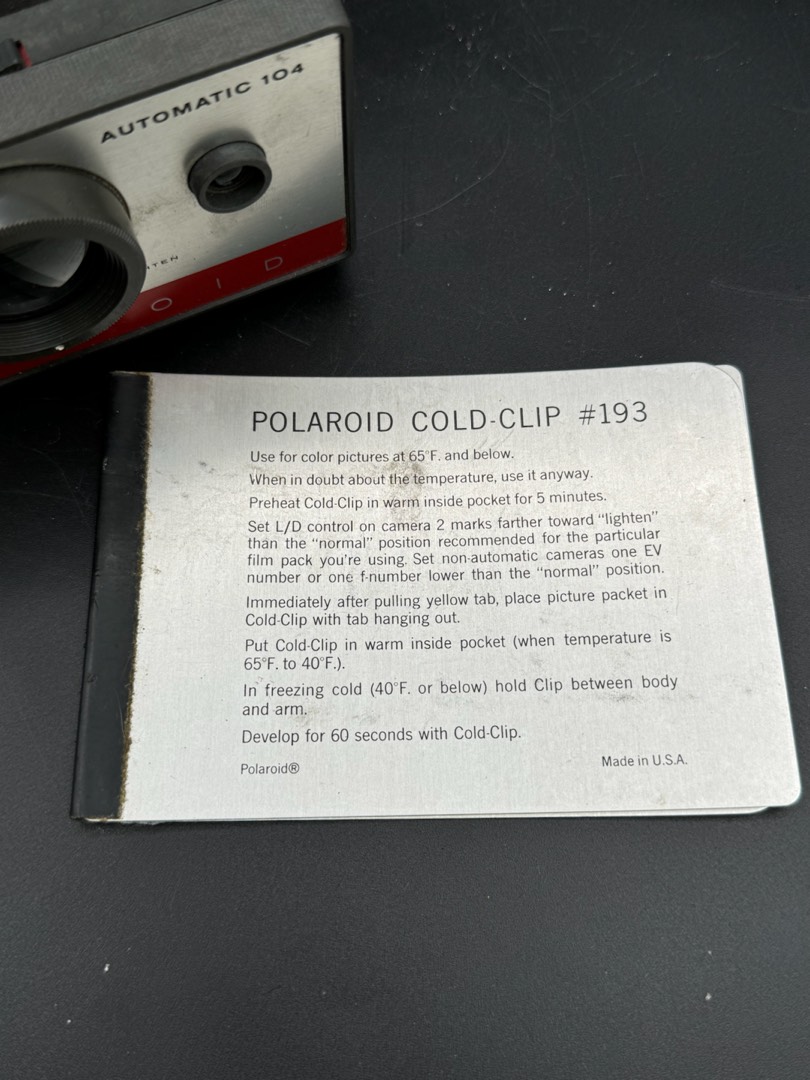 AUTOMATIC 104
OID
POLAROID COLD-CLIP #193
Use for color pictures at 65°F. and below.
When in doubt about the temperature, use it anyway.
Preheat Cold-Clip in warm inside pocket for 5 minutes.
Set L/D control on camera 2 marks farther toward "lighten"
than the "normal" position recommended for the particular
film pack you're using. Set non-automatic cameras one EV
number or one f-number lower than the "normal" position.
Immediately after pulling yellow tab, place picture packet in
Cold-Clip with tab hanging out.
Put Cold-Clip in warm inside pocket (when temperature is
65°F. to 40°F.).
In freezing cold (40°F. or below) hold Clip between body
and arm.
Develop for 60 seconds with Cold-Clip.
Polaroid®
Made in U.S.A.